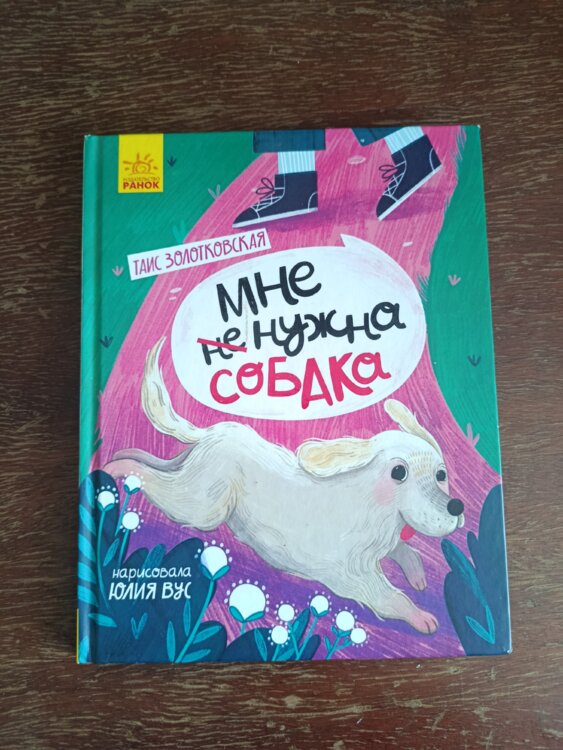 ИЗДАТЕЛЬСТВО
РАНОК
ТАИС ЗОЛОТКОВСКАЯ
мне
не нужна
СОБАКА
нарисовала
ЮЛИЯ ВУС